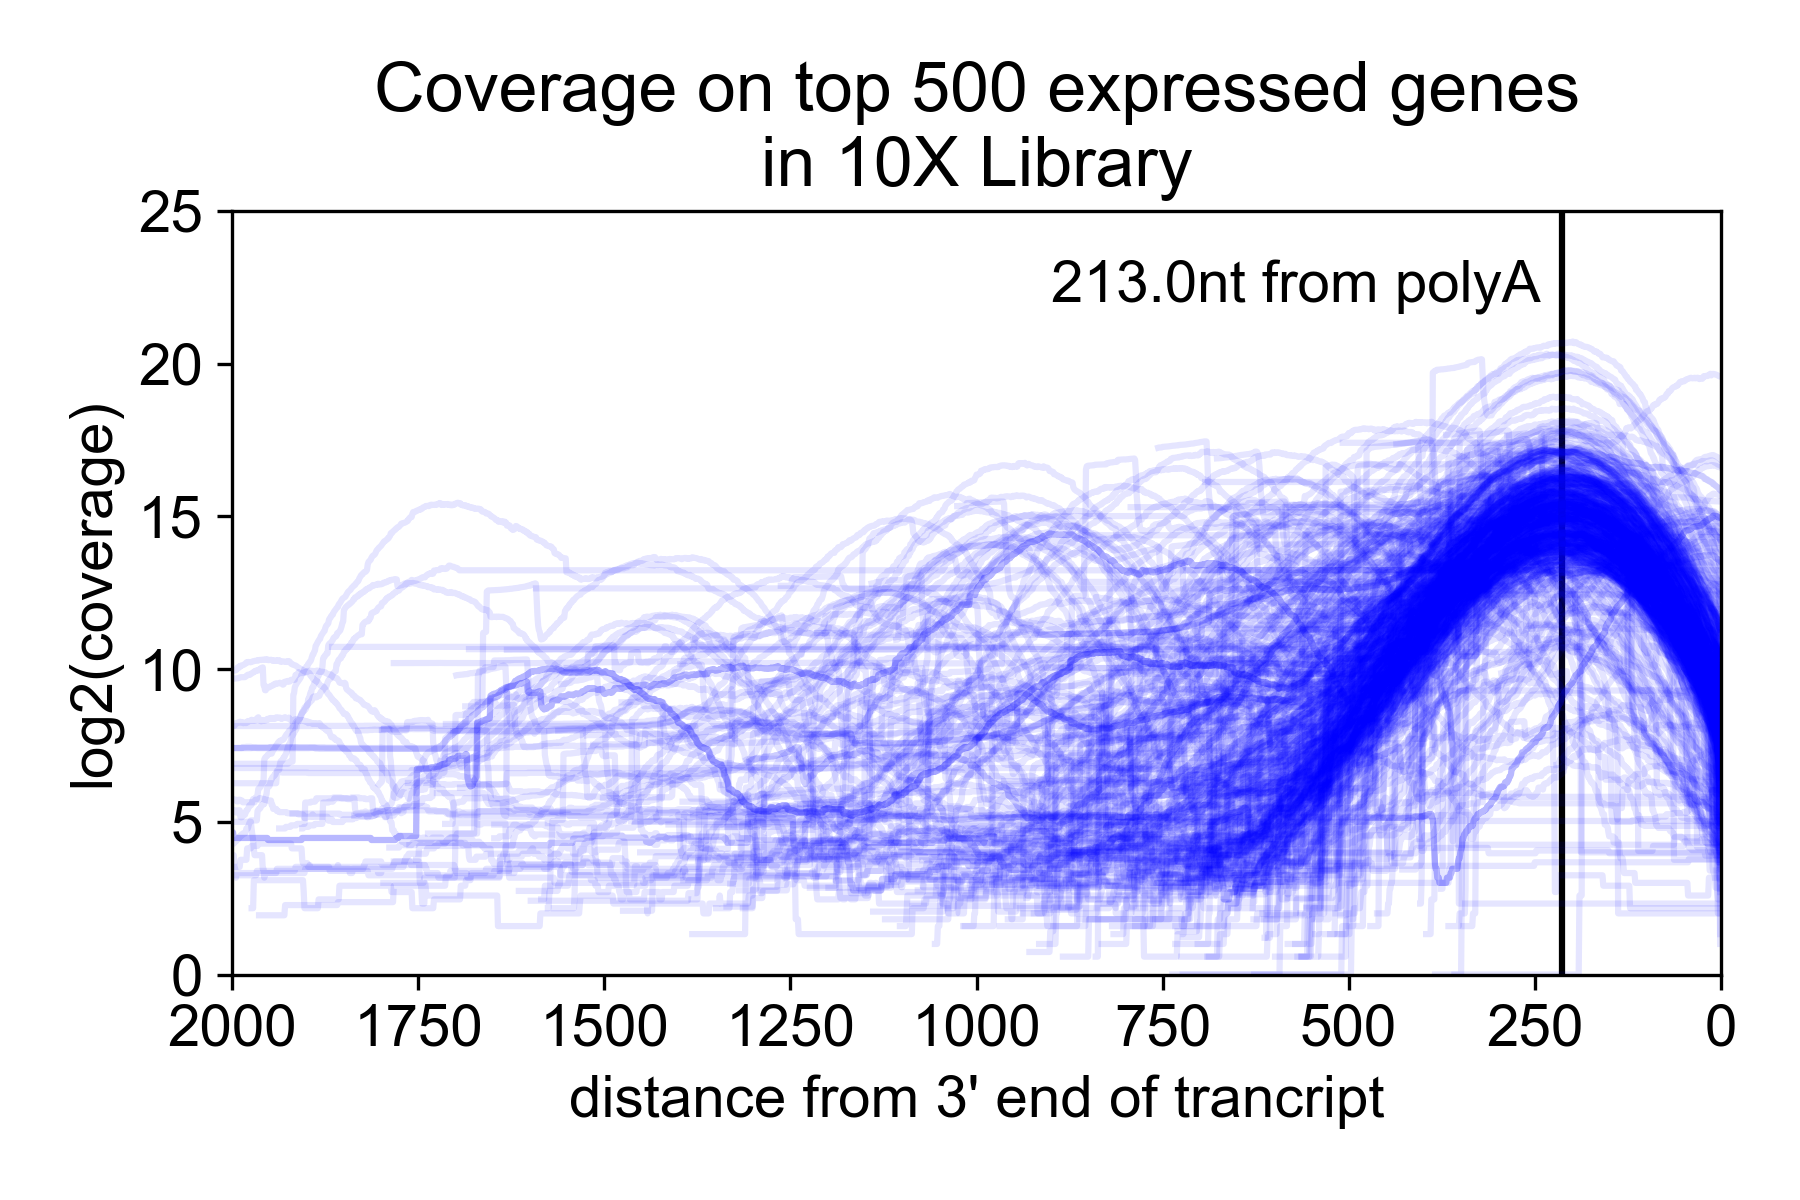 Coverage on top 500 expressed genes
in 10X Library
213.0nt from polyA
25
20
15
10
5
0
log2(coverage)
2000 1750 1500 1250 1000 750 500 250 0
distance from 3' end of trancript